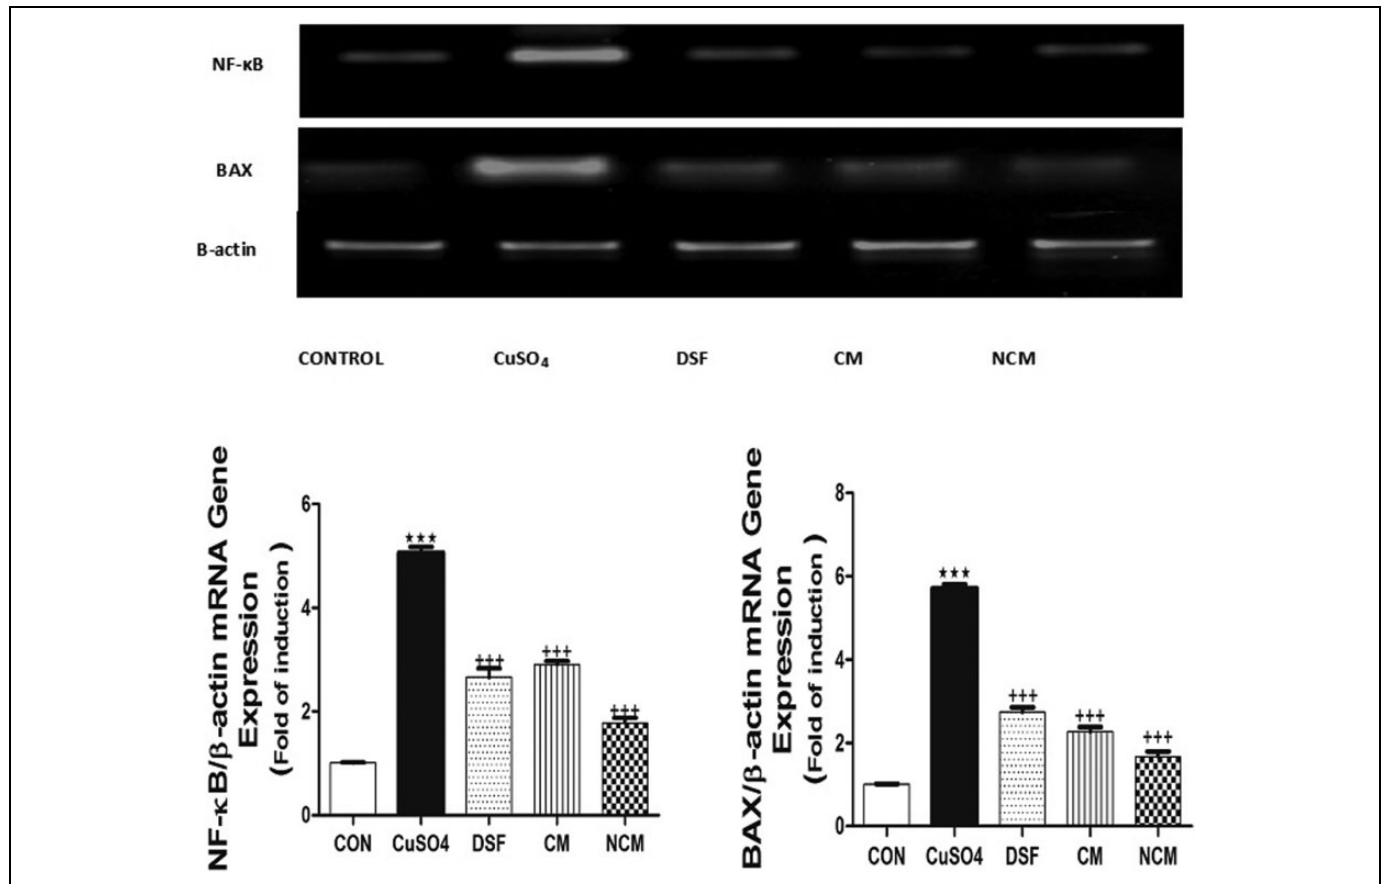 NF-κB
BAX
B-actin
CONTROL CuSO₄ DSF CM NCM
NF-κB/β-actin mRNA Gene
Expression
(Fold of induction )
6
4
2
0
***
+++
+++
+++
CON CuSO4 DSF CM NCM
BAX/β-actin mRNA Gene
Expression
(Fold of induction )
8
6
4
2
0
***
+++
+++
+++
CON CuSO4 DSF CM NCM